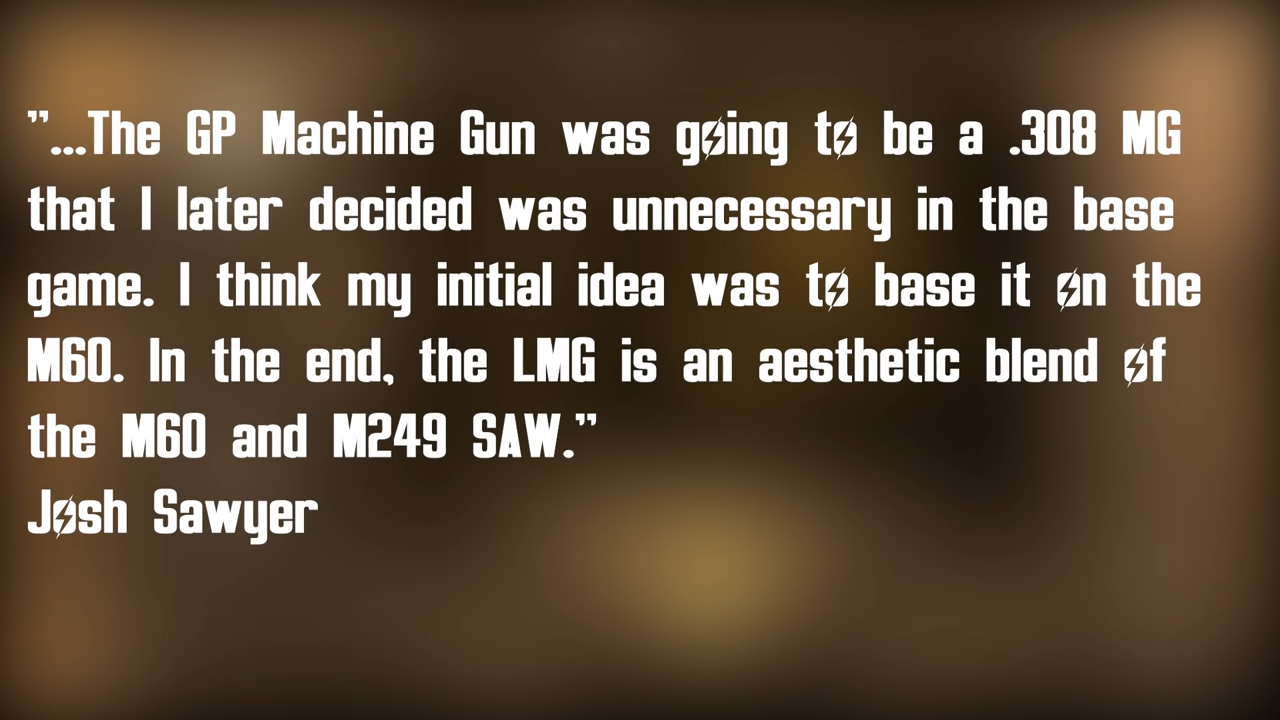 "...The GP Machine Gun was going to be a .308 MG
that I later decided was unnecessary in the base
game. I think my initial idea was to base it on the
M60. In the end, the LMG is an aesthetic blend of
the M60 and M249 SAW."
Josh Sawyer